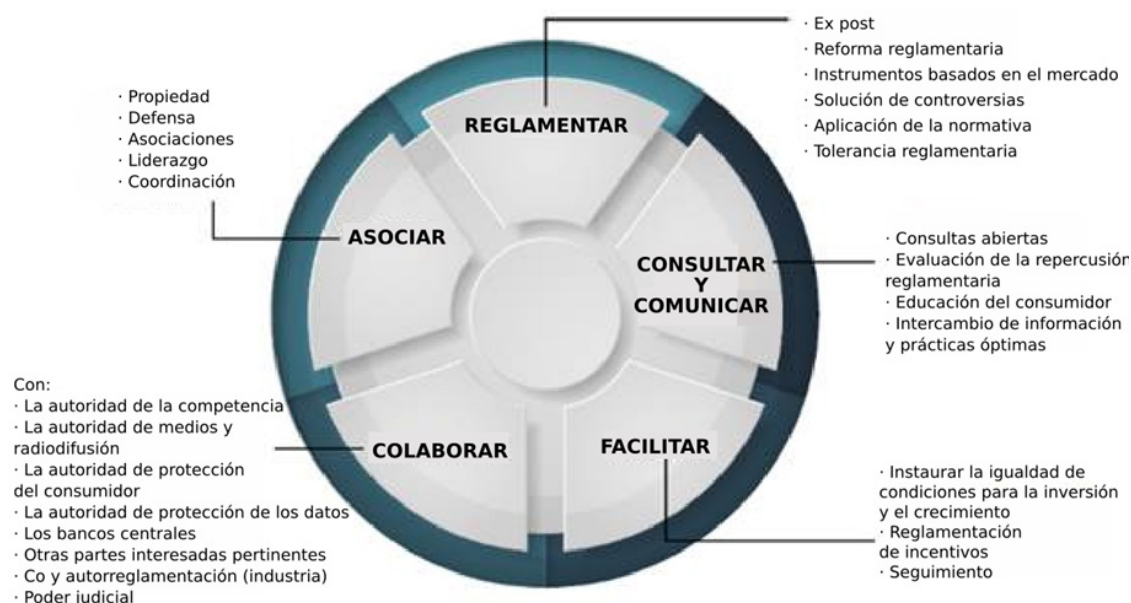 REGLAMENTAR
· Ex post
· Reforma reglamentaria
· Instrumentos basados en el mercado
· Solución de controversias
· Aplicación de la normativa
· Tolerancia reglamentaria
CONSULTAR
Y
COMUNICAR
· Consultas abiertas
· Evaluación de la repercusión
reglamentaria
· Educación del consumidor
· Intercambio de información
y prácticas óptimas
FACILITAR
· Instaurar la igualdad de
condiciones para la inversión
y el crecimiento
· Reglamentación
de incentivos
· Seguimiento
COLABORAR
Con:
· La autoridad de la competencia
· La autoridad de medios y
radiodifusión
· La autoridad de protección
del consumidor
· La autoridad de protección de los datos
· Los bancos centrales
· Otras partes interesadas pertinentes
· Co y autorreglamentación (industria)
· Poder judicial
ASOCIAR
· Propiedad
· Defensa
· Asociaciones
· Liderazgo
· Coordinación